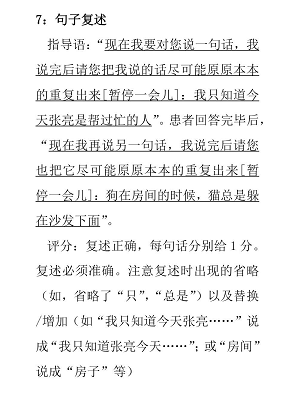 7：句子复述
指导语：“现在我要对您说一句话，我
说完后请您把我说的话尽可能原原本本
的重复出来[暂停一会儿]：我只知道今
天张亮是帮过忙的人”。患者回答完毕后，
“现在我再说另一句话，我说完后请您
也把它尽可能原原本本的重复出来[暂
停一会儿]：狗在房间的时候，猫总是躲
在沙发下面”。
评分：复述正确，每句话分别给 1 分。
复述必须准确。注意复述时出现的省略
（如，省略了“只”，“总是”）以及替换
/增加（如“我只知道今天张亮……”说
成“我只知道张亮今天……”；或“房间”
说成“房子”等）